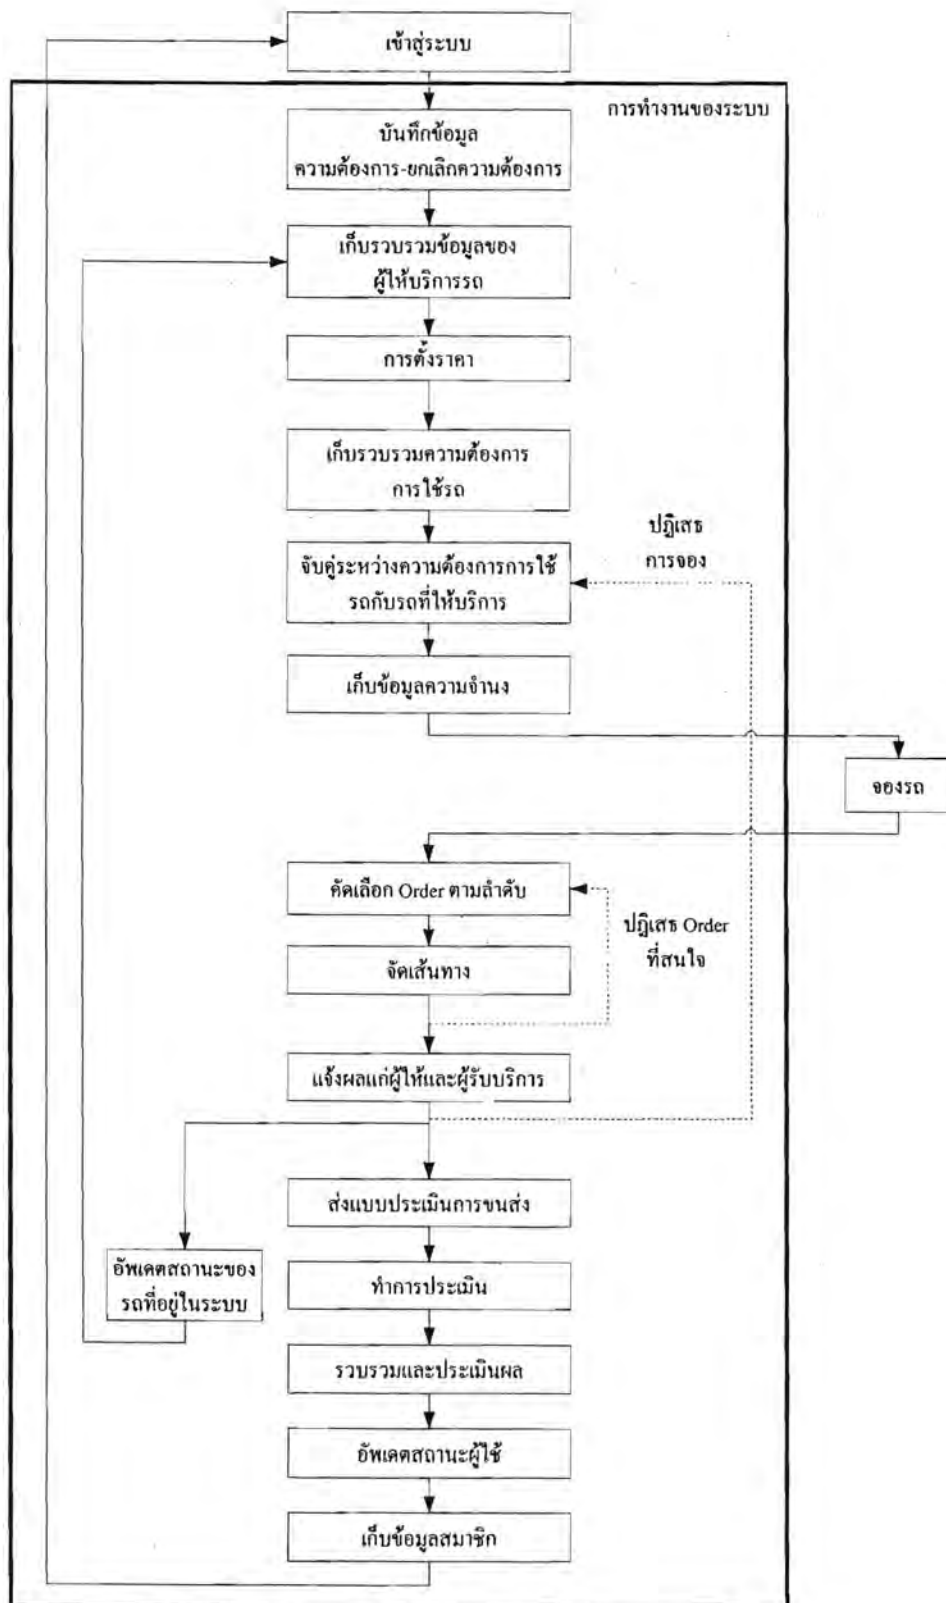 เข้าสู่ระบบ
การทำงานของระบบ
บันทึกข้อมูล
ความต้องการ-ยกเลิกความต้องการ
เก็บรวบรวมข้อมูลของ
ผู้ให้บริการรถ
การตั้งราคา
เก็บรวบรวมความต้องการ
การใช้รถ
ปฏิเสธ
การจอง
จับคู่ระหว่างความต้องการการใช้
รถกับรถที่ให้บริการ
เก็บข้อมูลความจำนง
จองรถ
คัดเลือก Order ตามลำดับ
ปฏิเสธ Order
ที่สนใจ
จัดเส้นทาง
แจ้งผลแก่ผู้ให้และผู้รับบริการ
ส่งแบบประเมินการขนส่ง
อัพเดตสถานะของ
รถที่อยู่ในระบบ
ทำการประเมิน
รวบรวมและประเมินผล
อัพเดตสถานะผู้ใช้
เก็บข้อมูลสมาชิก